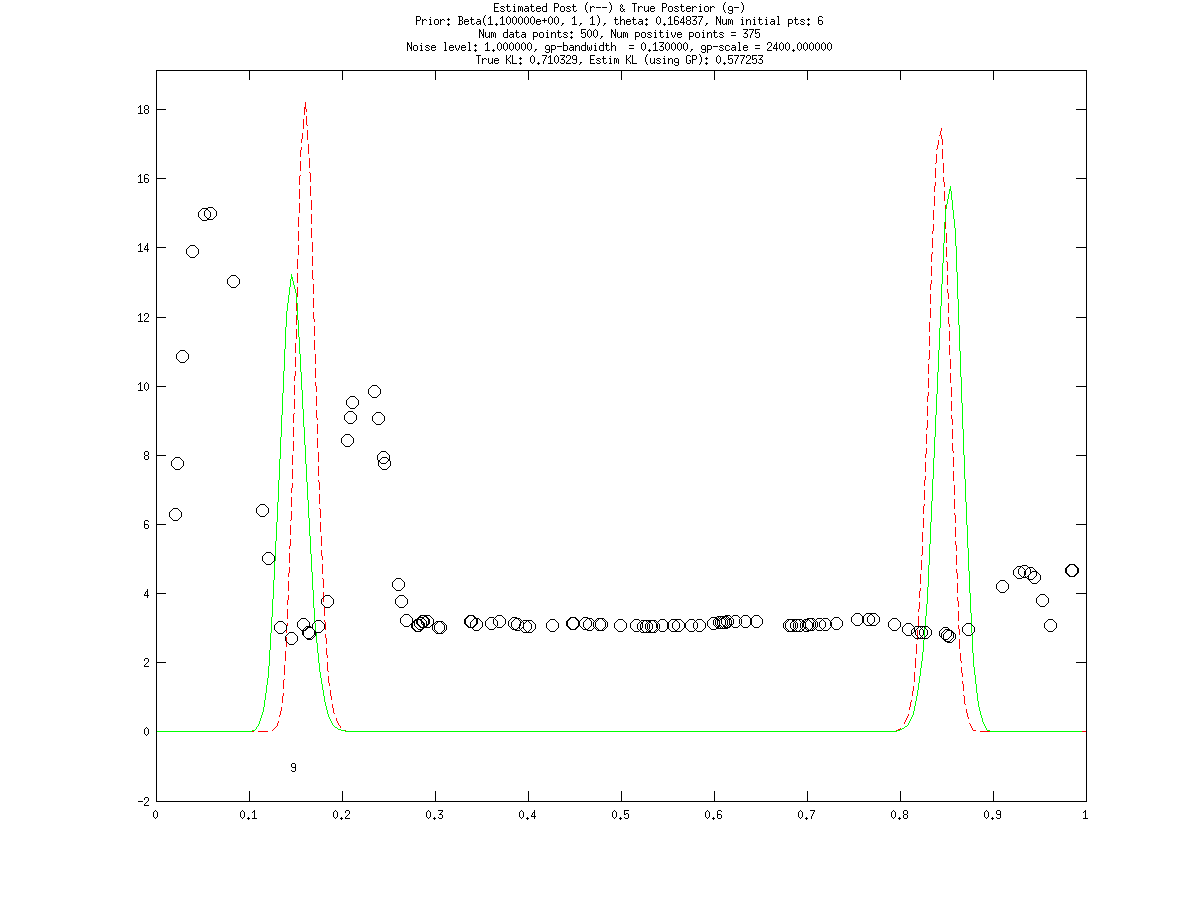 Estimated Post (r--) & True Posterior (g-)
Prior: Beta(1.100000e+00, 1, 1), theta: 0.164837, Num initial pts: 6
Num data points: 500, Num positive points = 375
Noise level: 1.000000, gp-bandwidth = 0.130000, gp-scale = 2400.000000
True KL: 0.710329, Estim KL (using GP): 0.577253
18
16
14
12
10
8
6
4
2
0
9
-2
0 0.1 0.2 0.3 0.4 0.5 0.6 0.7 0.8 0.9 1